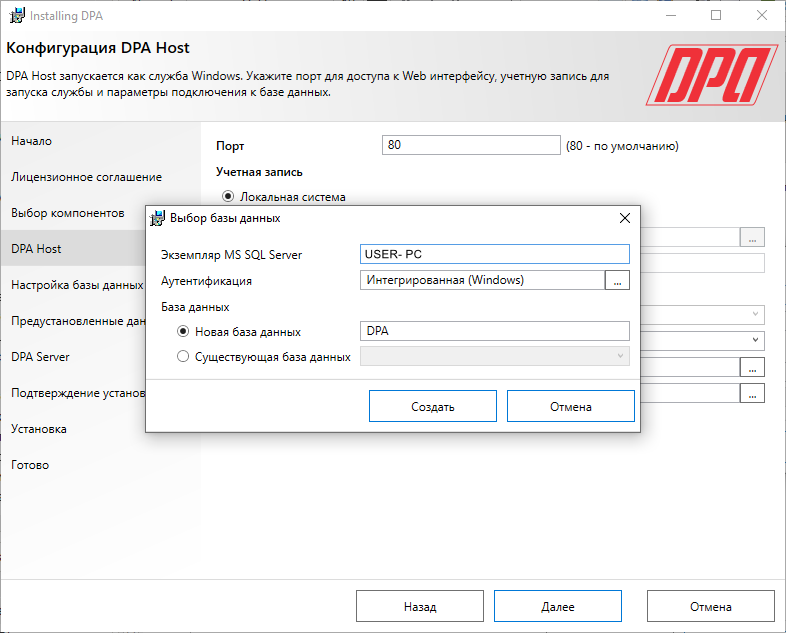 Installing DPA
Конфигурация DPA Host
DPA Host запускается как служба Windows. Укажите порт для доступа к Web интерфейсу, учетную запись для
запуска службы и параметры подключения к базе данных.
DPA
Начало
Лицензионное соглашение
Выбор компонентов
DPA Host
Настройка базы данных
Предустановленные дан
DPA Server
Подтверждение установ
Установка
Готово
Порт
80
(80 - по умолчанию)
Учетная запись
Локальная система
...
...
...
Выбор базы данных
Экземпляр MS SQL Server
USER- PC
Аутентификация
Интегрированная (Windows)
...
База данных
Новая база данных
DPA
Существующая база данных
Создать
Отмена
Назад
Далее
Отмена